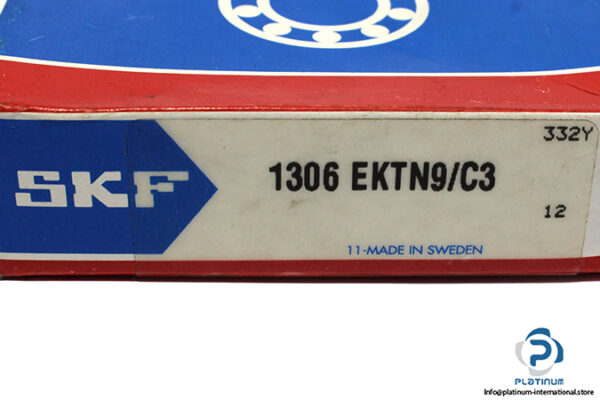 332Y
SKF
1306 EKTN9/C3
12
11-MADE IN SWEDEN
PLATINUM
Info@platinum-international.store